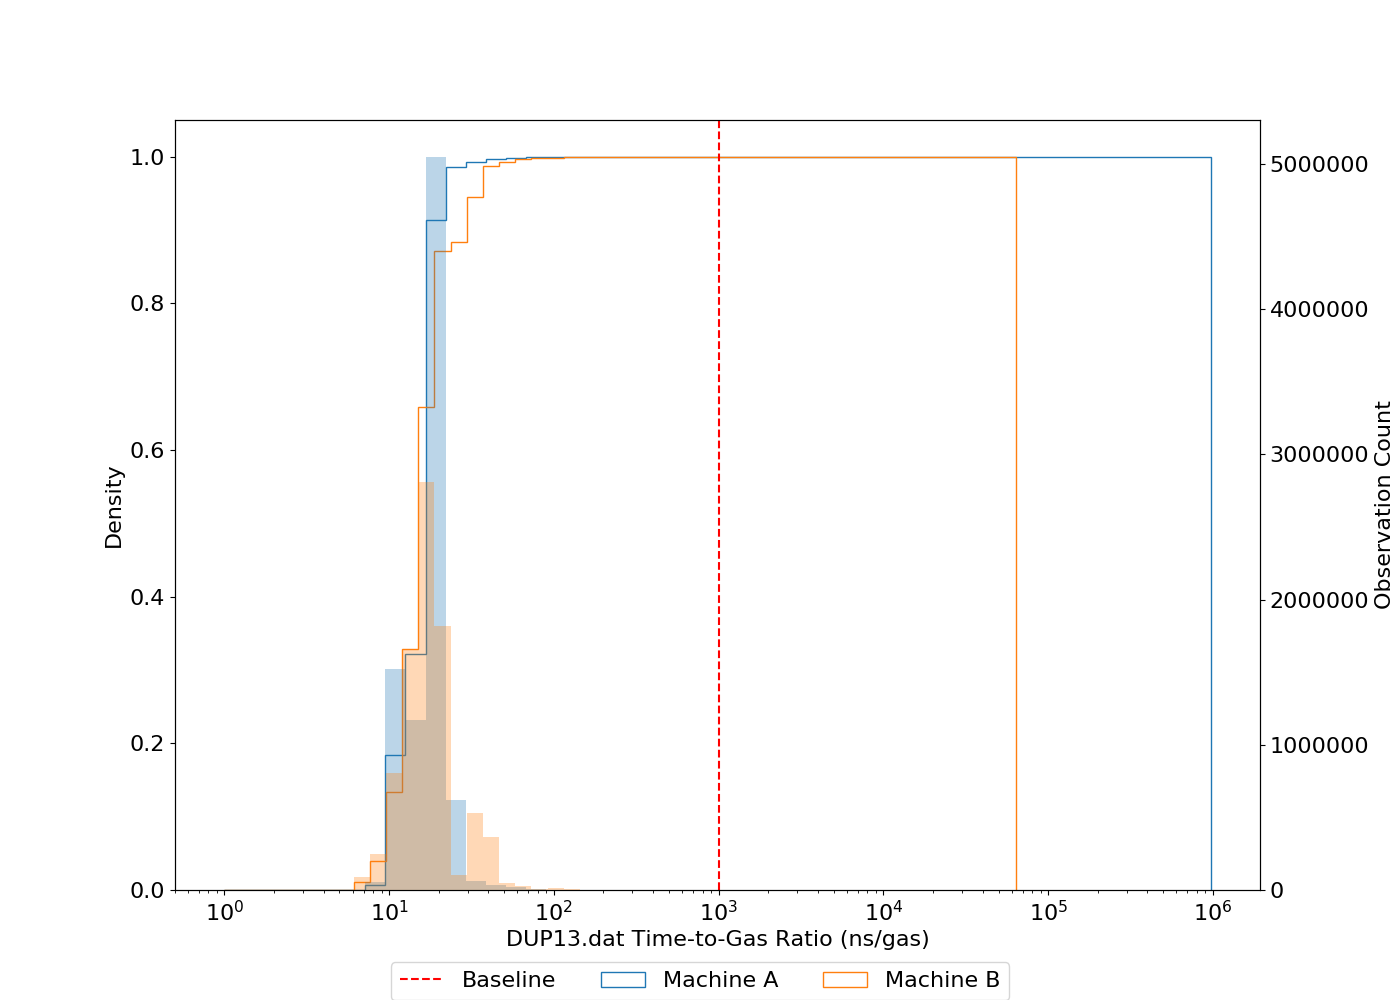 1.0
0.8
0.6
0.4
0.2
0.0
Density
5000000
4000000
3000000
2000000
1000000
0
Observation Count
10⁰ 10¹ 10² 10³ 10⁴ 10⁵ 10⁶
DUP13.dat Time-to-Gas Ratio (ns/gas)
Baseline Machine A Machine B